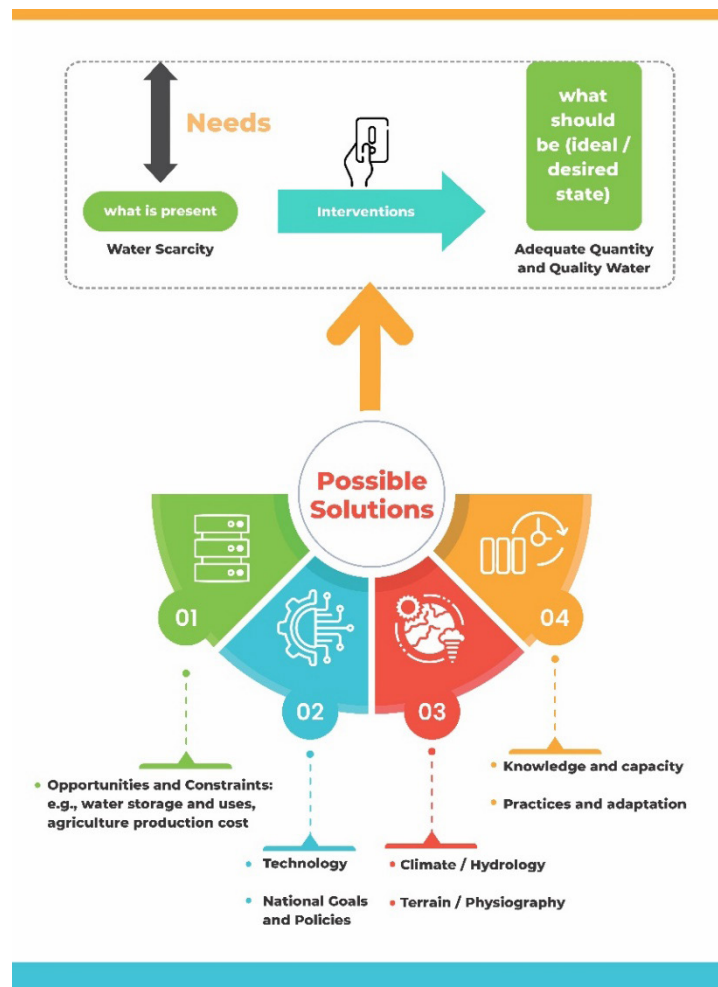 Needs
what is present
Water Scarcity
Interventions
what
should
be (ideal /
desired
state)
Adequate Quantity
and Quality Water
Possible
Solutions
01
02
03
04
• Opportunities and Constraints:
e.g., water storage and uses,
agriculture production cost
• Technology
• National Goals
and Policies
• Climate / Hydrology
• Terrain / Physiography
• Knowledge and capacity
• Practices and adaptation